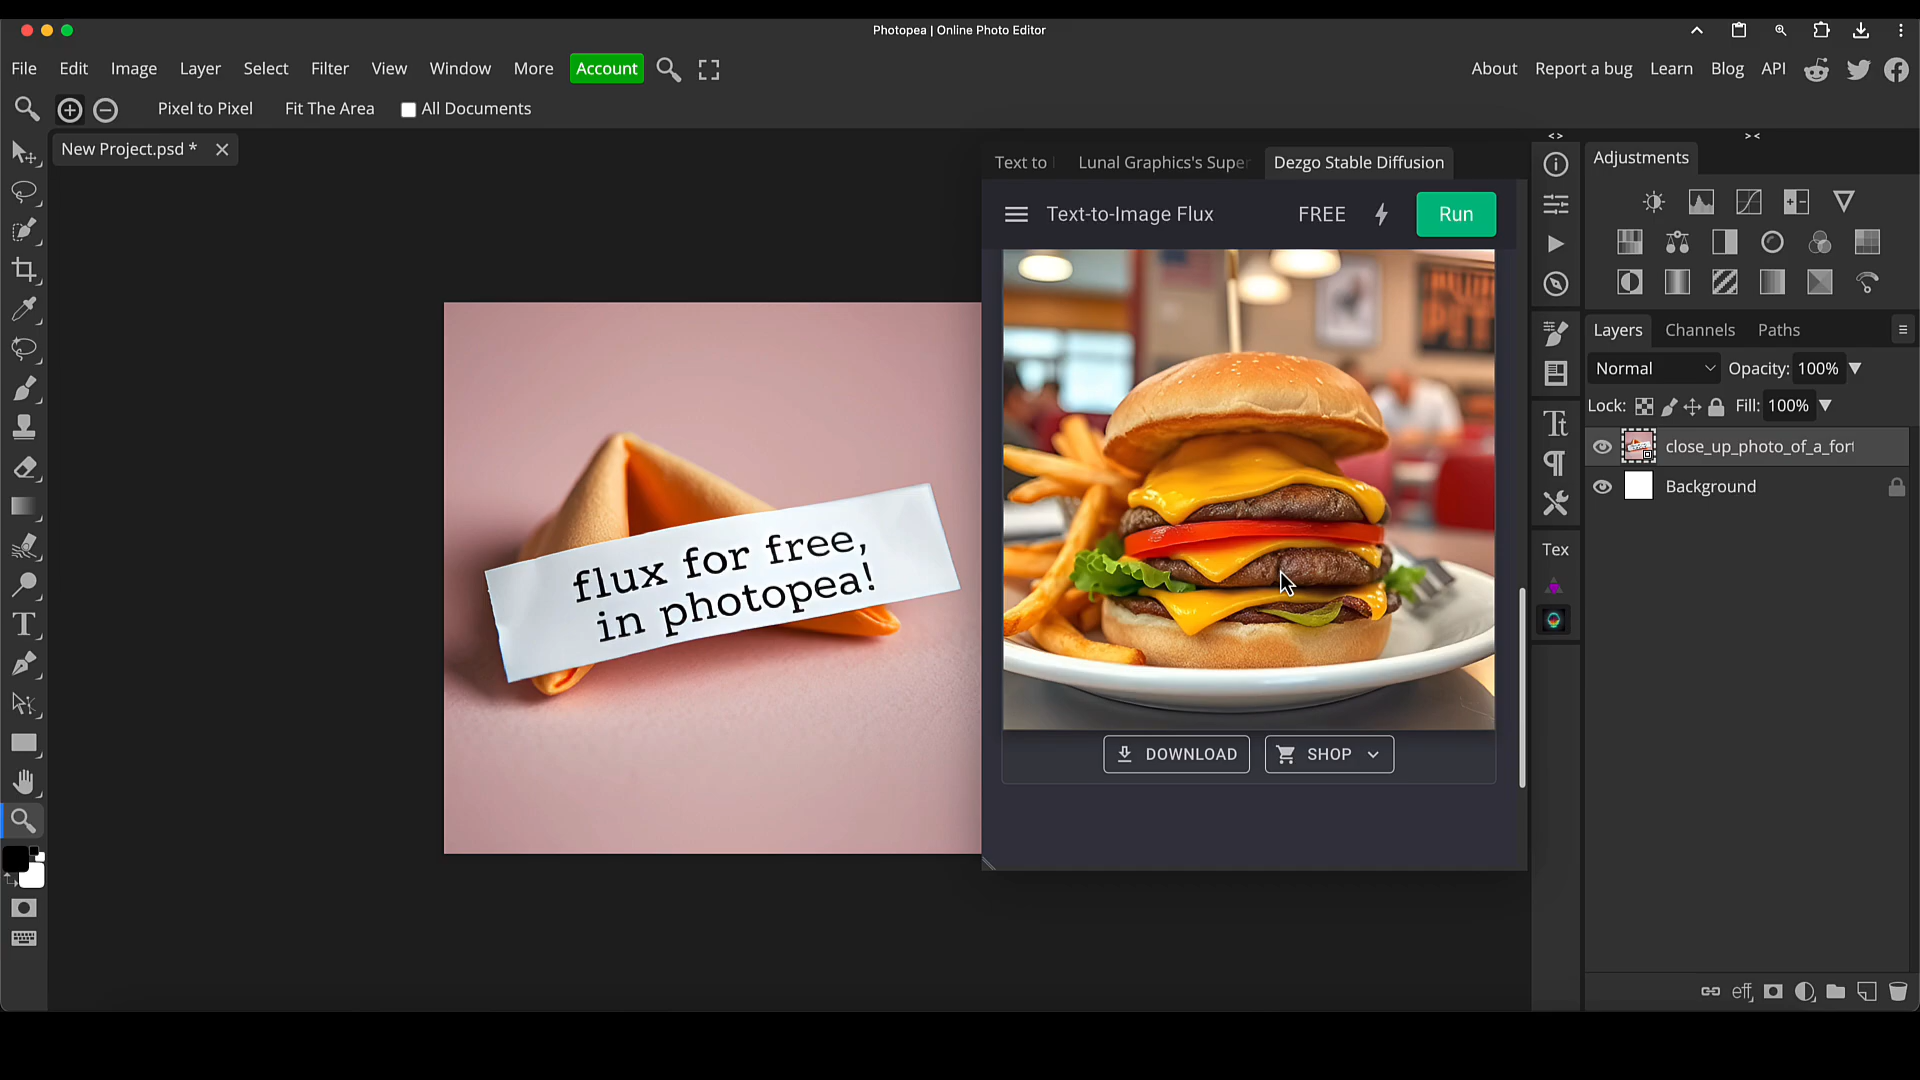 Photopea | Online Photo Editor
File Edit Image Layer Select Filter View Window More Account
About Report a bug Learn Blog API
Pixel to Pixel Fit The Area All Documents
New Project.psd *
Text to Lunal Graphics's Super Dezgo Stable Diffusion
Text-to-Image Flux FREE Run
flux for free,
in photopea!
DOWNLOAD SHOP
Tex
Adjustments
Layers Channels Paths
Normal Opacity: 100%
Lock: Fill: 100%
close_up_photo_of_a_fort
Background
eff